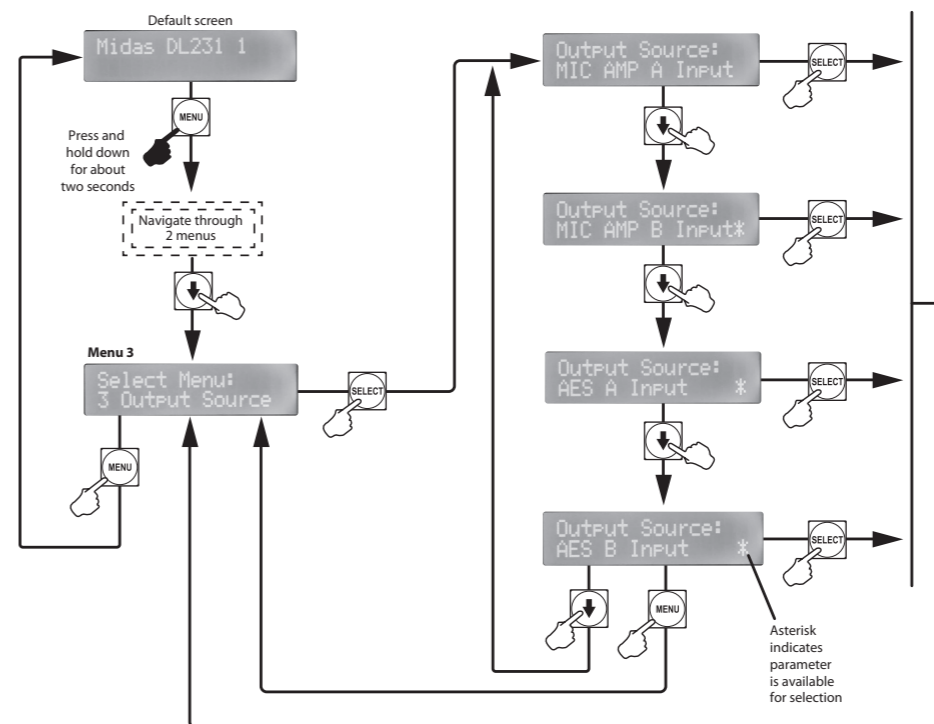 Default screen
Midas DL231 1
MENU
Press and
hold down
for about
two seconds
Navigate through
2 menus
Menu 3
Select Menu:
3 Output Source
SELECT
MENU
Output Source:
MIC AMP A Input
SELECT
Output Source:
MIC AMP B Input*
SELECT
Output Source:
AES A Input *
SELECT
Output Source:
AES B Input *
SELECT
MENU
Asterisk
indicates
parameter
is available
for selection